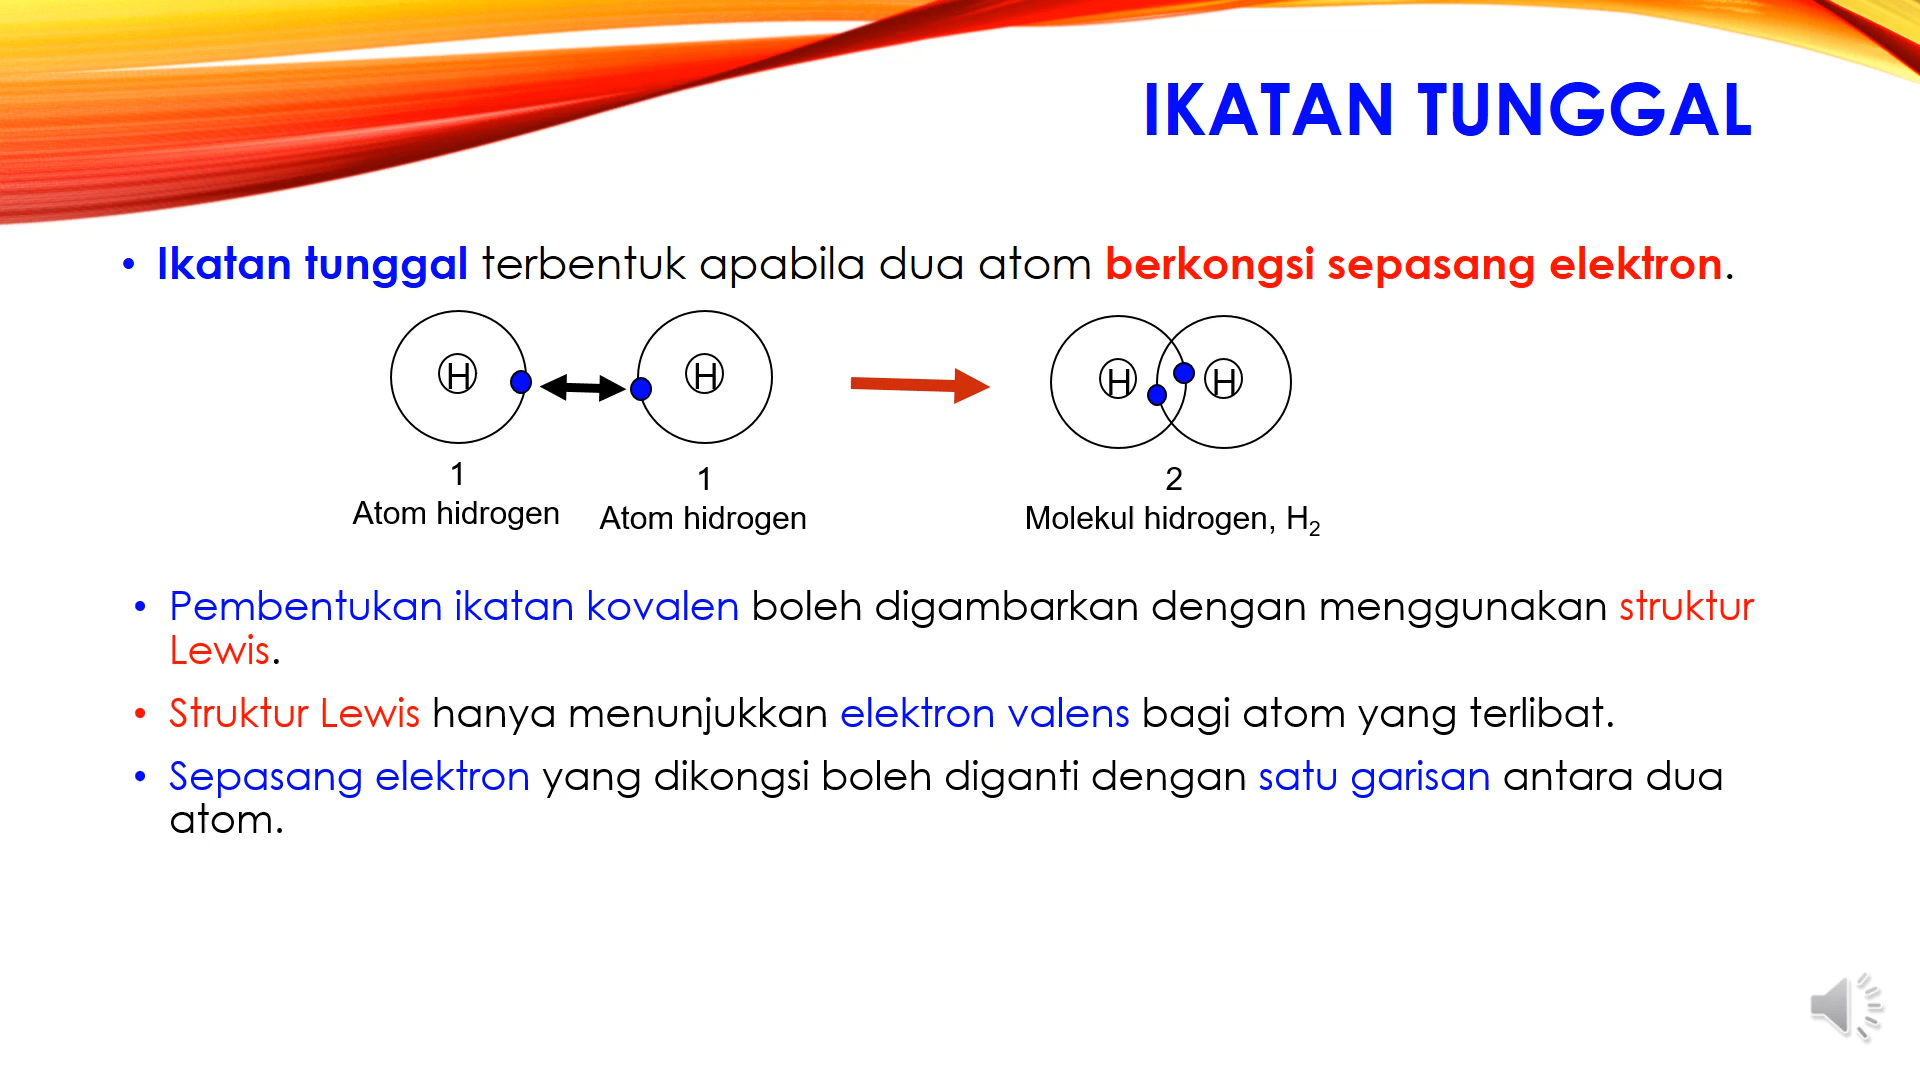 IKATAN TUNGGAL
• Ikatan tunggal terbentuk apabila dua atom berkongsi sepasang elektron.
H H H H
1 1 2
Atom hidrogen Atom hidrogen Molekul hidrogen, H₂
• Pembentukan ikatan kovalen boleh digambarkan dengan menggunakan struktur
Lewis.
• Struktur Lewis hanya menunjukkan elektron valens bagi atom yang terlibat.
• Sepasang elektron yang dikongsi boleh diganti dengan satu garisan antara dua
atom.